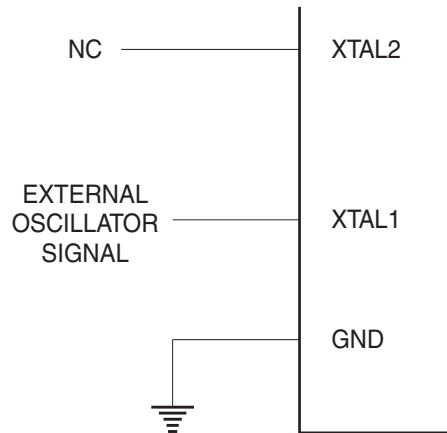 NC
XTAL2
EXTERNAL
OSCILLATOR
SIGNAL
XTAL1
GND